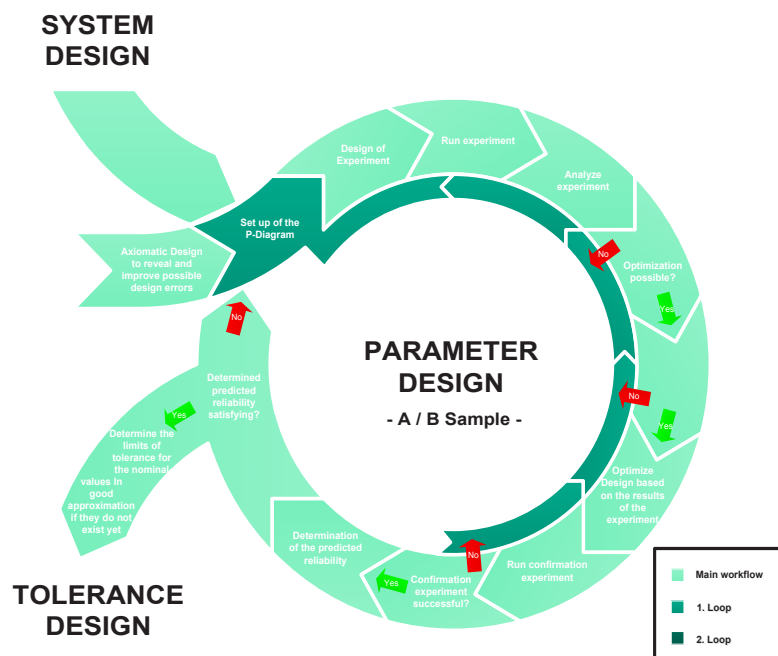 SYSTEM
DESIGN
Axiomatic Design
to reveal and
improve possible
design errors
Set up of the
P-Diagram
Design of
Experiment
Run experiment
Analyze
experiment
No
Optimization
possible?
Yes
No
Yes
Optimize
Design based
on the results
of the
experiment
Run confirmation
experiment
No
Confirmation
experiment
successful?
Yes
Determination
of the predicted
reliability
Determined
predicted
reliability
satisfying?
No
Yes
Determine the
limits of
tolerance for
the nominal
values In
good
approximation
if they do not
exist yet
PARAMETER
DESIGN
- A / B Sample -
TOLERANCE
DESIGN
Main workflow
1. Loop
2. Loop